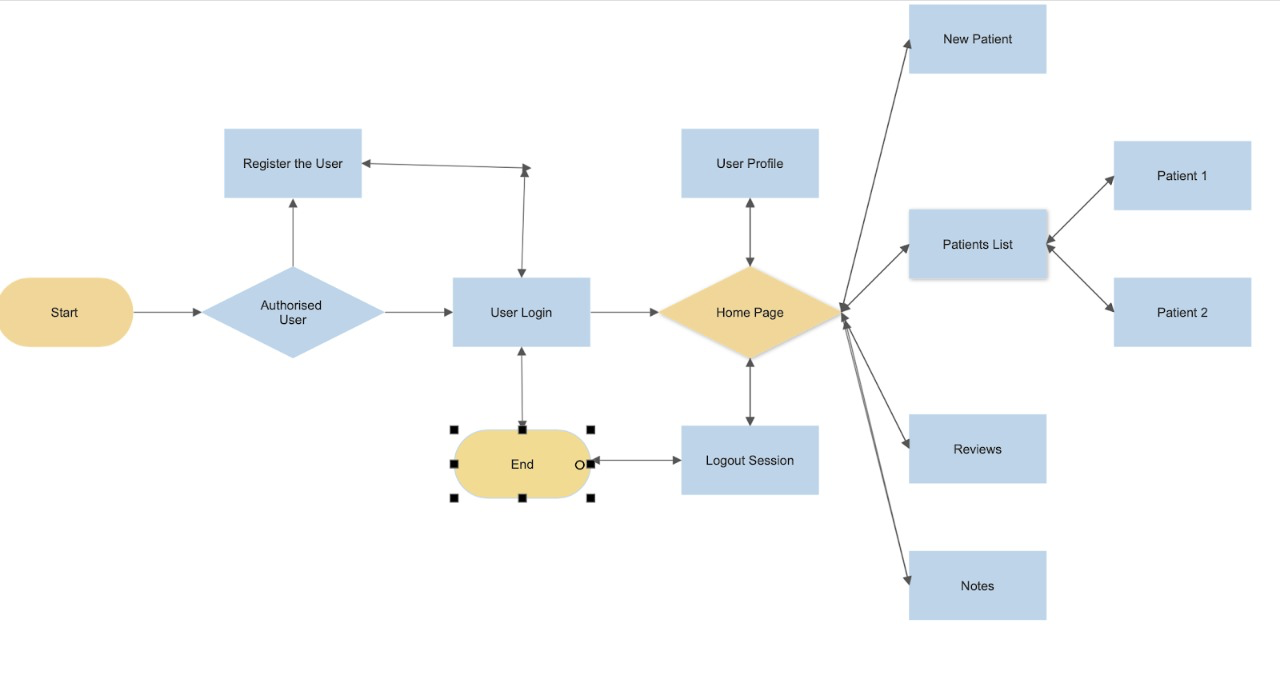 New Patient
Register the User
User Profile
Patient 1
Patients List
Start
Authorised
User
User Login
Home Page
Patient 2
End
Logout Session
Reviews
Notes